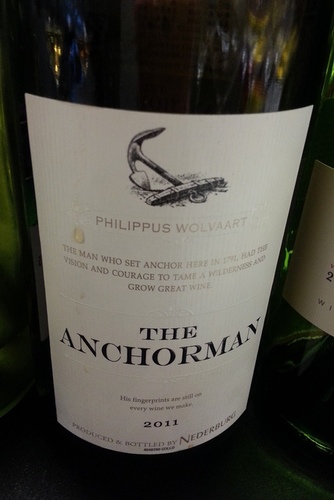 PHILIPPUS WOLVAART
THE MAN WHO SET ANCHOR HERE IN 1791, HAD THE
VISION AND COURAGE TO TAME A WILDERNESS AND
GROW GREAT WINE
THE
ANCHORMAN
His fingerprints are still on
every wine we make.
2011
PRODUCED & BOTTLED BY NEDERBURG